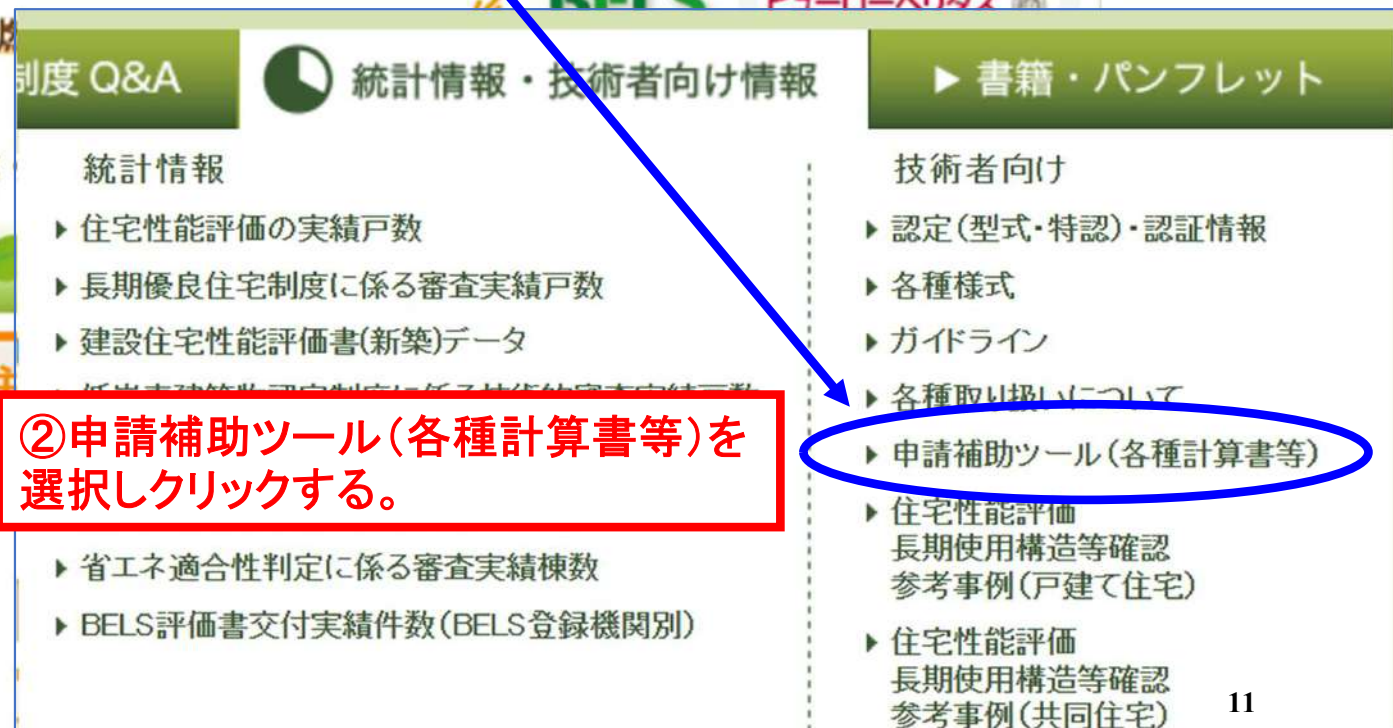 BELS
制度 Q&A
統計情報・技術者向け情報
▶ 書籍・パンフレット
統計情報
住宅性能評価の実績戸数
長期優良住宅制度に係る審査実績戸数
建設住宅性能評価書(新築)データ
②申請補助ツール(各種計算書等)を
選択しクリックする。
省エネ適合性判定に係る審査実績棟数
BELS評価書交付実績件数(BELS登録機関別)
技術者向け
認定(型式・特認)・認証情報
各種様式
ガイドライン
各種取り扱いについて
申請補助ツール(各種計算書等)
住宅性能評価
長期使用構造等確認
参考事例(戸建て住宅)
住宅性能評価
長期使用構造等確認
参考事例(共同住宅)
11